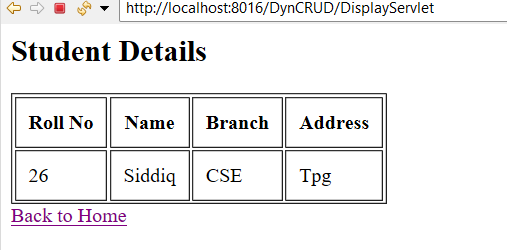 http://localhost:8016/DynCRUD/DisplayServlet
Student Details
Roll No Name Branch Address
26 Siddiq CSE Tpg
Back to Home